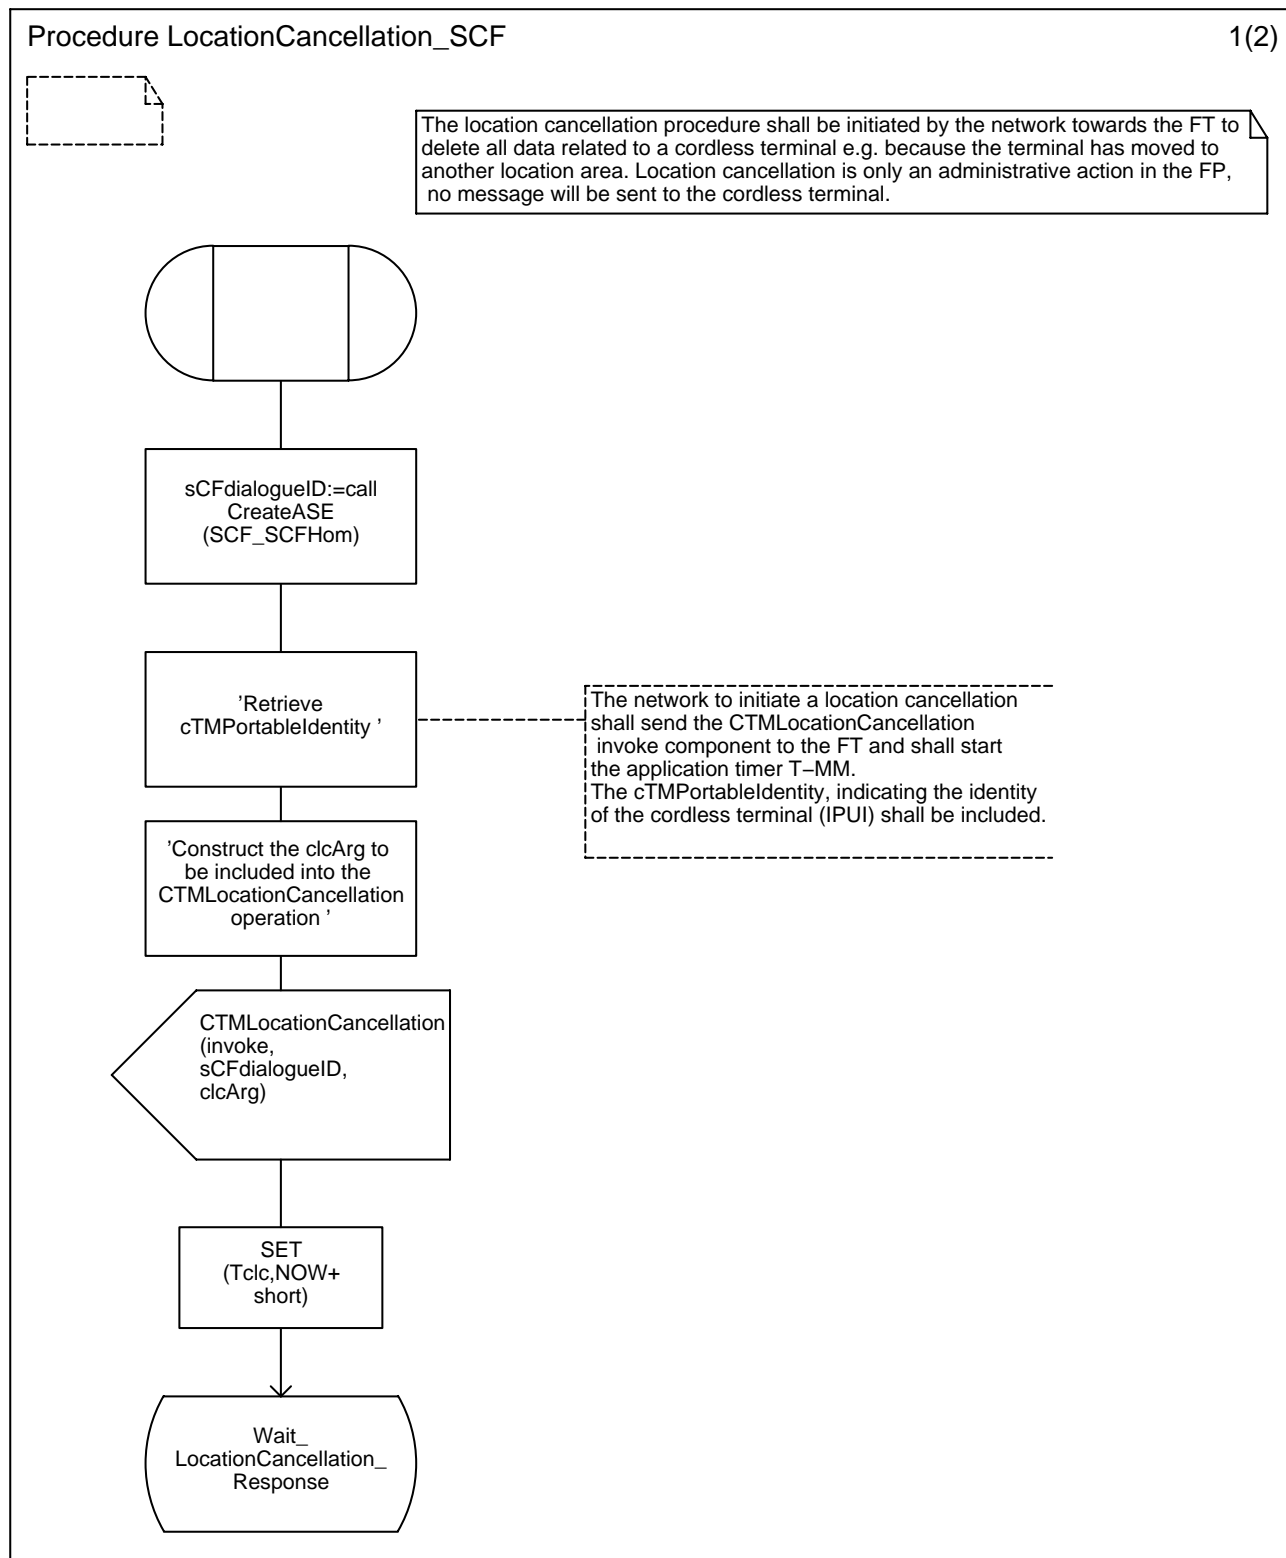 Procedure LocationCancellation_SCF
1(2)
The location cancellation procedure shall be initiated by the network towards the FT to
delete all data related to a cordless terminal e.g. because the terminal has moved to
another location area. Location cancellation is only an administrative action in the FP,
no message will be sent to the cordless terminal.
sCFdialogueID:=call
CreateASE
(SCF_SCFHom)
’Retrieve
cTMPortableIdentity ’
The network to initiate a location cancellation
shall send the CTMLocationCancellation
invoke component to the FT and shall start
the application timer T−MM.
The cTMPortableIdentity, indicating the identity
of the cordless terminal (IPUI) shall be included.
’Construct the clcArg to
be included into the
CTMLocationCancellation
operation ’
CTMLocationCancellation
(invoke,
sCFdialogueID,
clcArg)
SET
(Tclc,NOW+
short)
Wait_
LocationCancellation_
Response